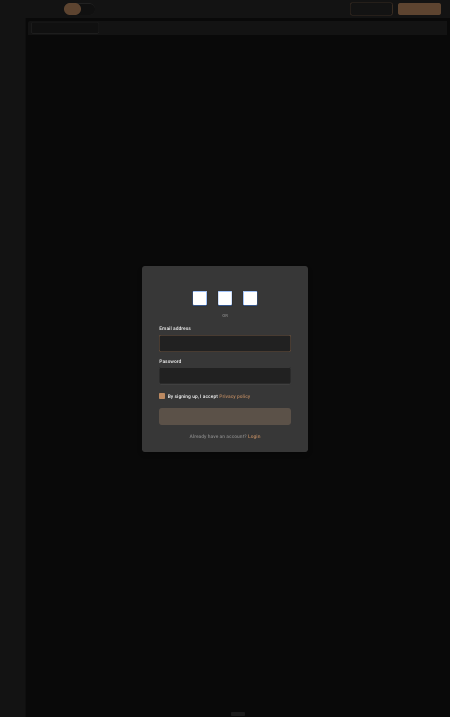 OR
Email address
Password
By signing up, I accept Privacy policy
Already have an account? Login